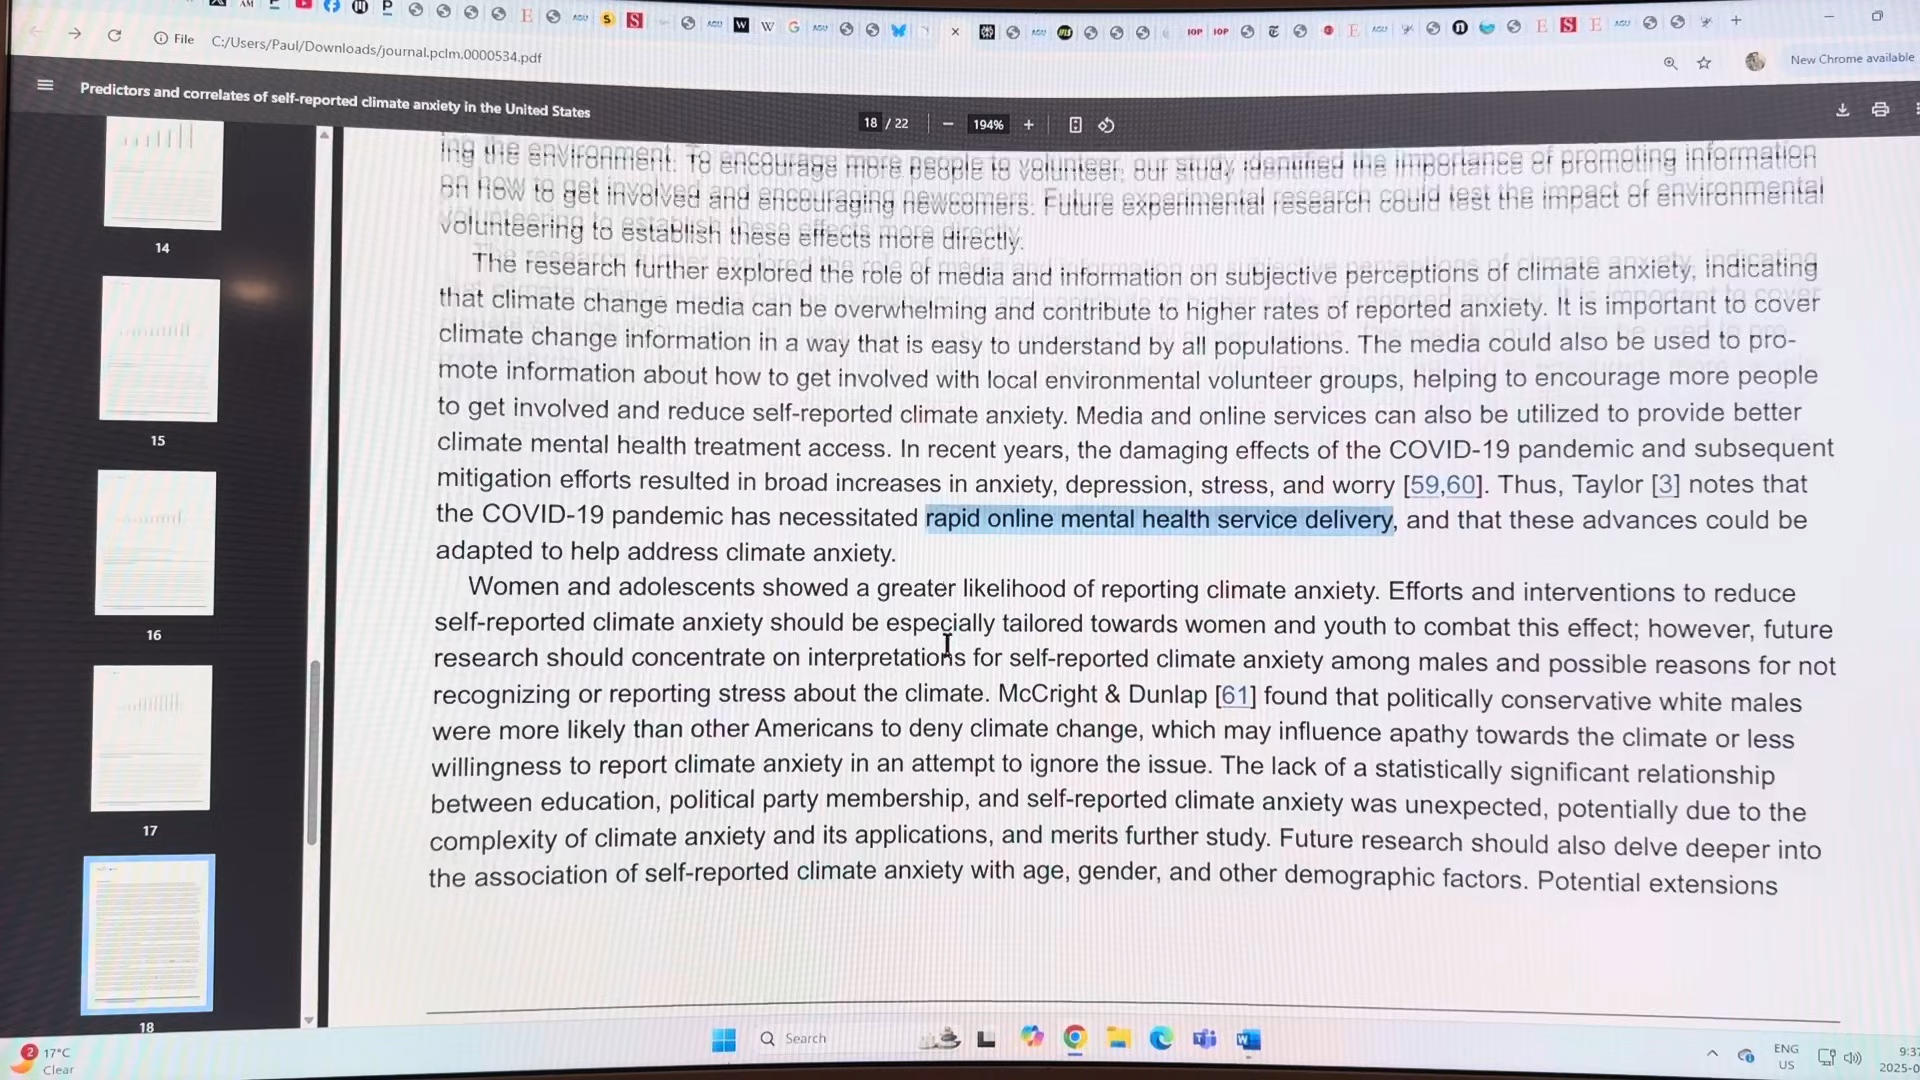 File C:/Users/Paul/Downloads/journal.pclm.0000534.pdf
New Chrome available
Predictors and correlates of self-reported climate anxiety in the United States
18 / 22
194%
ing the environment. To encourage more people to volunteer, our study identified the importance of promoting information
on how to get involved and encouraging newcomers. Future experimental research could test the impact of environmental
volunteering to establish these effects more directly.
The research further explored the role of media and information on subjective perceptions of climate anxiety, indicating
that climate change media can be overwhelming and contribute to higher rates of reported anxiety. It is important to cover
climate change information in a way that is easy to understand by all populations. The media could also be used to pro-
mote information about how to get involved with local environmental volunteer groups, helping to encourage more people
to get involved and reduce self-reported climate anxiety. Media and online services can also be utilized to provide better
climate mental health treatment access. In recent years, the damaging effects of the COVID-19 pandemic and subsequent
mitigation efforts resulted in broad increases in anxiety, depression, stress, and worry [59,60]. Thus, Taylor [3] notes that
the COVID-19 pandemic has necessitated rapid online mental health service delivery, and that these advances could be
adapted to help address climate anxiety.
Women and adolescents showed a greater likelihood of reporting climate anxiety. Efforts and interventions to reduce
self-reported climate anxiety should be especially tailored towards women and youth to combat this effect; however, future
research should concentrate on interpretations for self-reported climate anxiety among males and possible reasons for not
recognizing or reporting stress about the climate. McCright & Dunlap [61] found that politically conservative white males
were more likely than other Americans to deny climate change, which may influence apathy towards the climate or less
willingness to report climate anxiety in an attempt to ignore the issue. The lack of a statistically significant relationship
between education, political party membership, and self-reported climate anxiety was unexpected, potentially due to the
complexity of climate anxiety and its applications, and merits further study. Future research should also delve deeper into
the association of self-reported climate anxiety with age, gender, and other demographic factors. Potential extensions
14
15
16
17
18
2
17°C
Clear
Search
ENG
US
9:37
2025-0